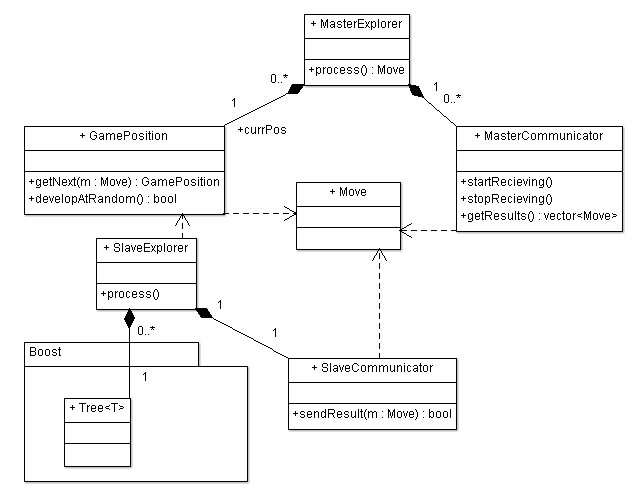 + MasterExplorer
+process() : Move
0..*
1
1
0..*
+currPos
+ GamePosition
+getNext(m : Move) : GamePosition
+developAtRandom() : bool
+ MasterCommunicator
+startRecieving()
+stopRecieving()
+getResults() : vector<Move>
+ Move
+ SlaveExplorer
+process()
1
0..*
1
1
Boost
+ Tree<T>
+ SlaveCommunicator
+sendResult(m : Move) : bool